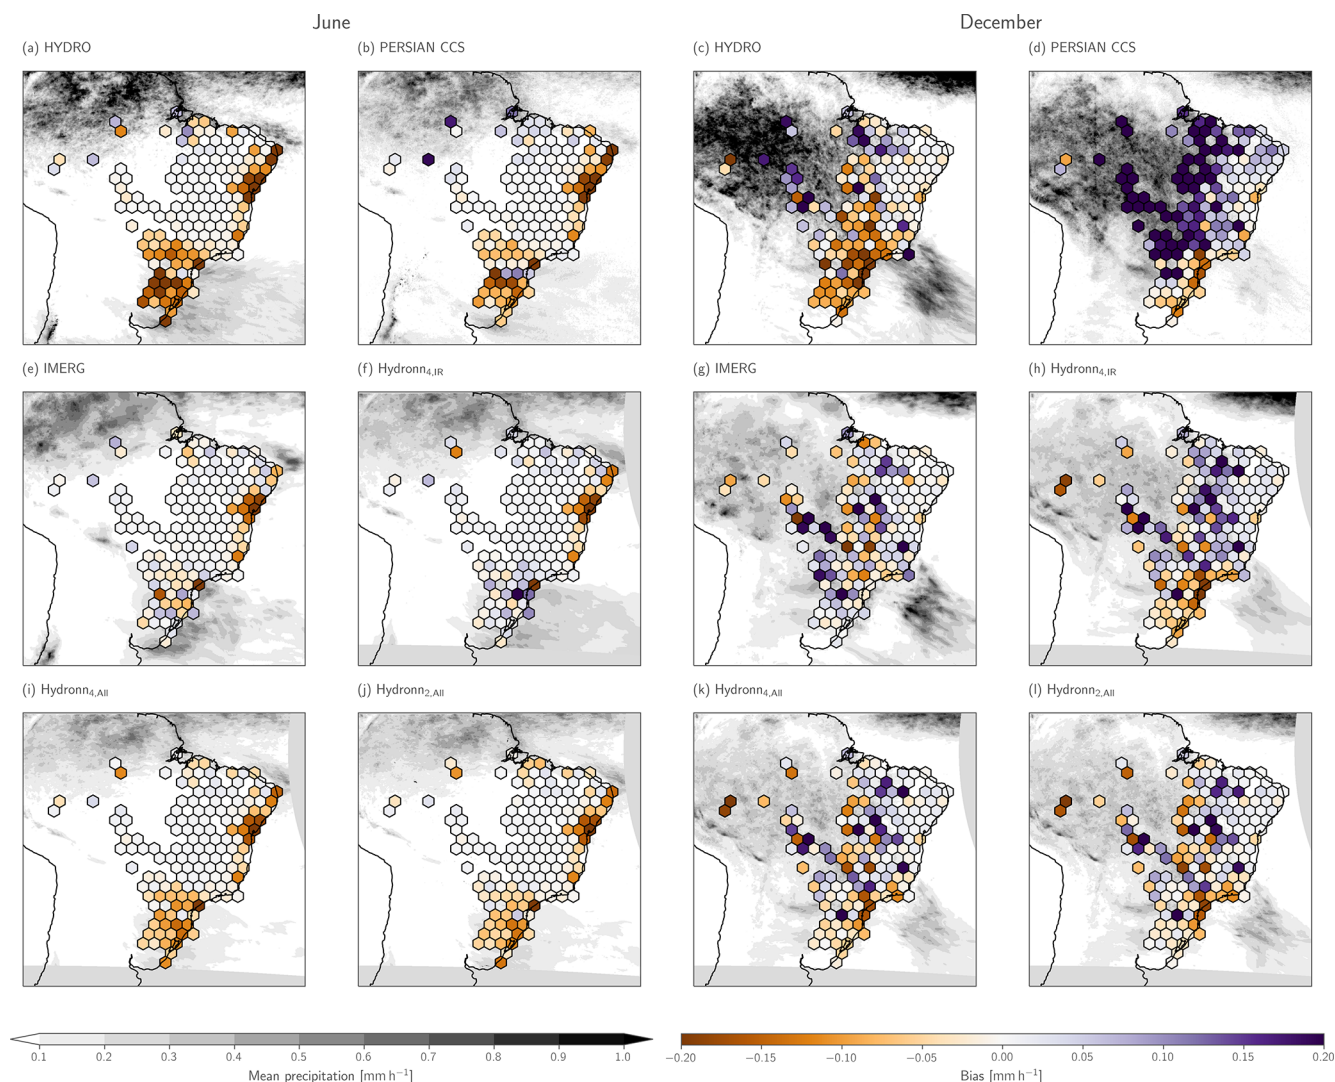 June
December
(a) HYDRO
(b) PERSIAN CCS
(c) HYDRO
(d) PERSIAN CCS
(e) IMERG
(f) Hydronn4,IR
(g) IMERG
(h) Hydronn4,IR
(i) Hydronn4,All
(j) Hydronn2,All
(k) Hydronn4,All
(l) Hydronn2,All
0.1 0.2 0.3 0.4 0.5 0.6 0.7 0.8 0.9 1.0
Mean precipitation [mm h⁻¹]
−0.20 −0.15 −0.10 −0.05 0.00 0.05 0.10 0.15 0.20
Bias [mm h⁻¹]